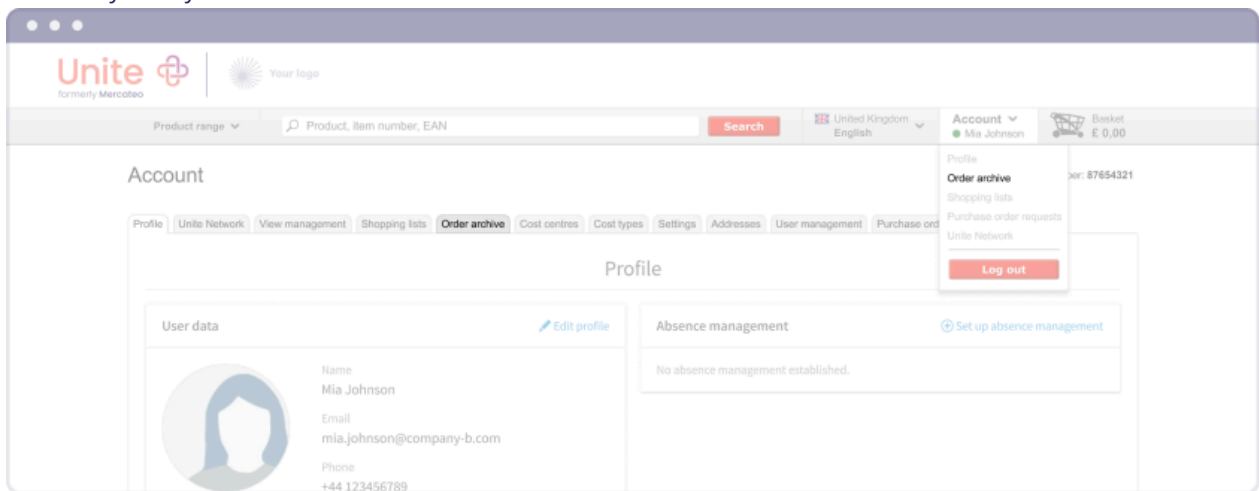 Unite
formerly Mercateo
Your logo
Product range
Product, item number, EAN
Search
United Kingdom
English
Account
Mia Johnson
Basket
£ 0,00
Profile
Order archive
Shopping lists
Purchase order requests
Unite Network
Log out
Account
87654321
Profile Unite Network View management Shopping lists Order archive Cost centres Cost types Settings Addresses User management Purchase
Profile
User data
Edit profile
Name
Mia Johnson
Email
mia.johnson@company-b.com
Phone
+44 123456789
Absence management
Set up absence management
No absence management established.